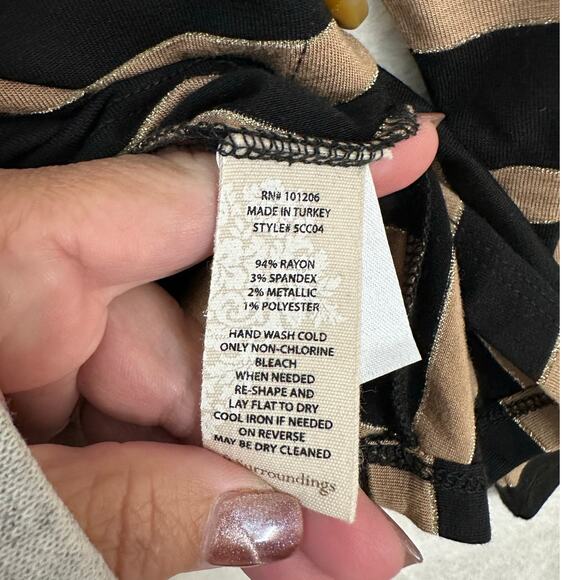 RN# 101206
MADE IN TURKEY
STYLE# 5CC04
94% RAYON
3% SPANDEX
2% METALLIC
1% POLYESTER
HAND WASH COLD
ONLY NON-CHLORINE
BLEACH
WHEN NEEDED
RE-SHAPE AND
LAY FLAT TO DRY
COOL IRON IF NEEDED
ON REVERSE
MAY BE DRY CLEANED
urroundings